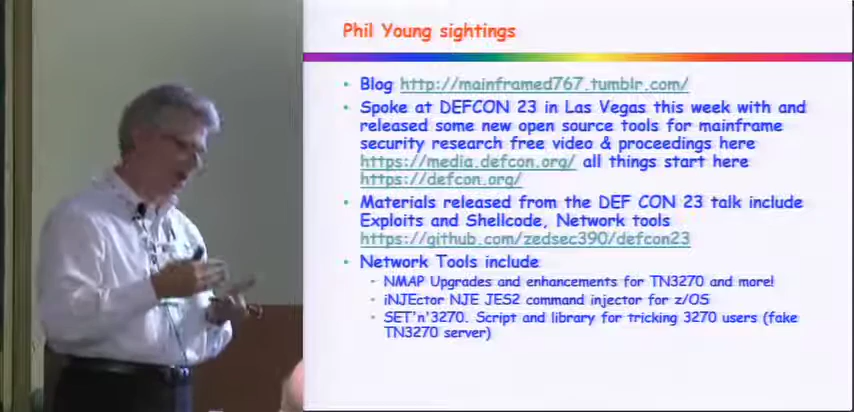 Phil Young sightings
• Blog http://mainframed767.tumblr.com/
• Spoke at DEFCON 23 in Las Vegas this week with and
released some new open source tools for mainframe
security research free video & proceedings here
https://media.defcon.org/ all things start here
https://defcon.org/
• Materials released from the DEF CON 23 talk include
Exploits and Shellcode, Network tools
https://github.com/zedsec390/defcon23
• Network Tools include
• NMAP Upgrades and enhancements for TN3270 and more!
• iNJEctor NJE JES2 command injector for z/OS
• SET'n'3270. Script and library for tricking 3270 users (fake
TN3270 server)